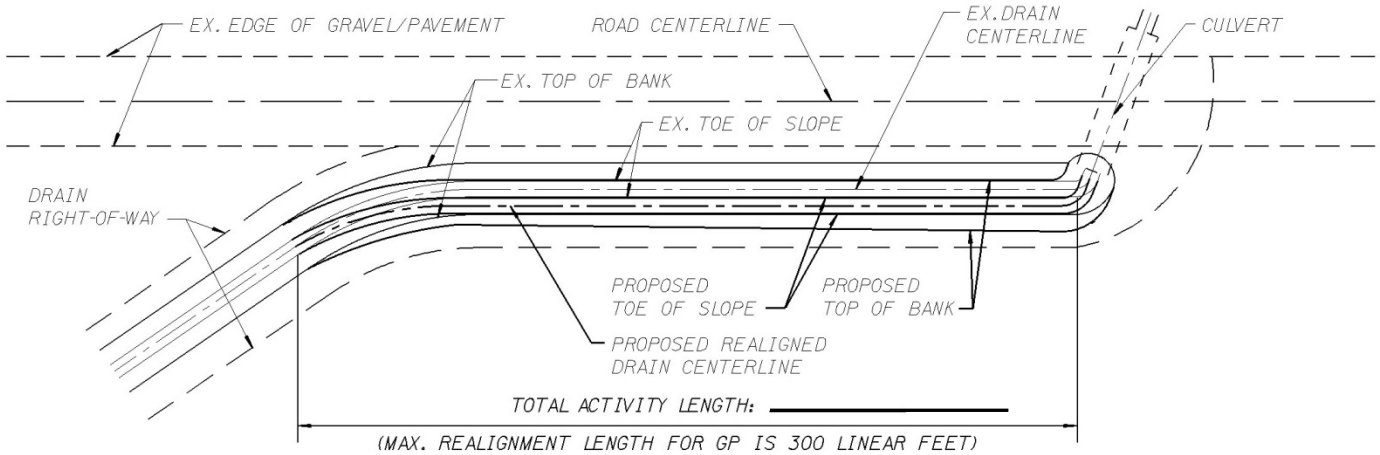 EX. EDGE OF GRAVEL/PAVEMENT
ROAD CENTERLINE
EX. DRAIN
CENTERLINE
CULVERT
EX. TOP OF BANK
EX. TOE OF SLOPE
DRAIN
RIGHT-OF-WAY
PROPOSED
TOE OF SLOPE
PROPOSED
TOP OF BANK
PROPOSED REALIGNED
DRAIN CENTERLINE
TOTAL ACTIVITY LENGTH:
(MAX. REALIGNMENT LENGTH FOR GP IS 300 LINEAR FEET)